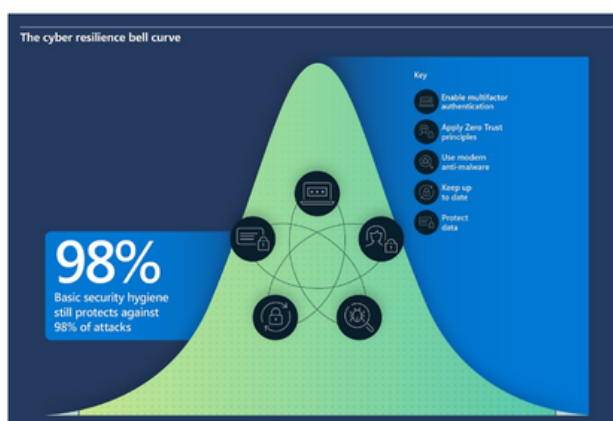 The cyber resilience bell curve
Key
Enable multifactor
authentication
Apply Zero Trust
principles
Use modern
anti-malware
Keep up
to date
Protect
data
98%
Basic security hygiene
still protects against
98% of attacks